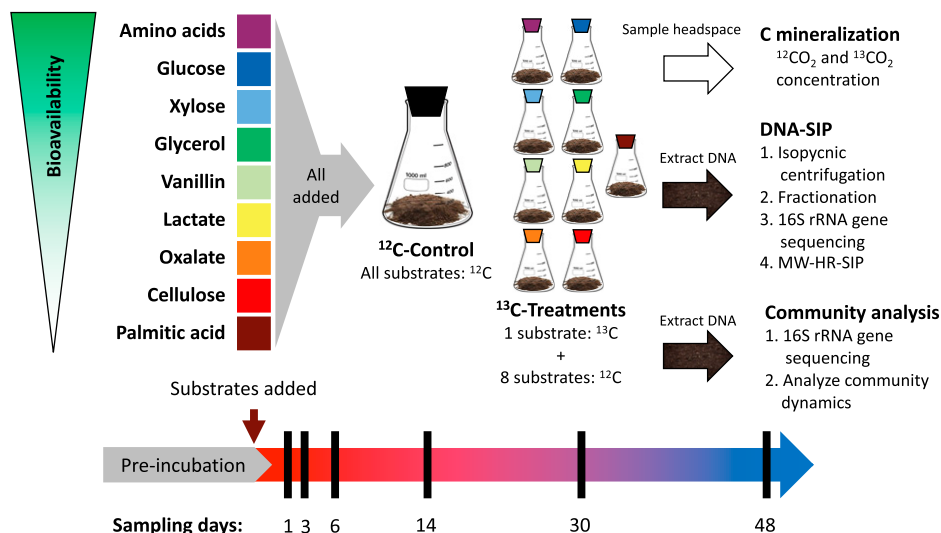 Bioavailability
Amino acids
Glucose
Xylose
Glycerol
Vanillin
Lactate
Oxalate
Cellulose
Palmitic acid
All
added
1000 ml
¹²C-Control
All substrates: ¹²C
¹³C-Treatments
1 substrate: ¹³C
+
8 substrates: ¹²C
Sample headspace
C mineralization
¹²CO₂ and ¹³CO₂
concentration
Extract DNA
DNA-SIP
1. Isopycnic
centrifugation
2. Fractionation
3. 16S rRNA gene
sequencing
4. MW-HR-SIP
Extract DNA
Community analysis
1. 16S rRNA gene
sequencing
2. Analyze community
dynamics
Substrates added
Pre-incubation
Sampling days: 1 3 6 14 30 48